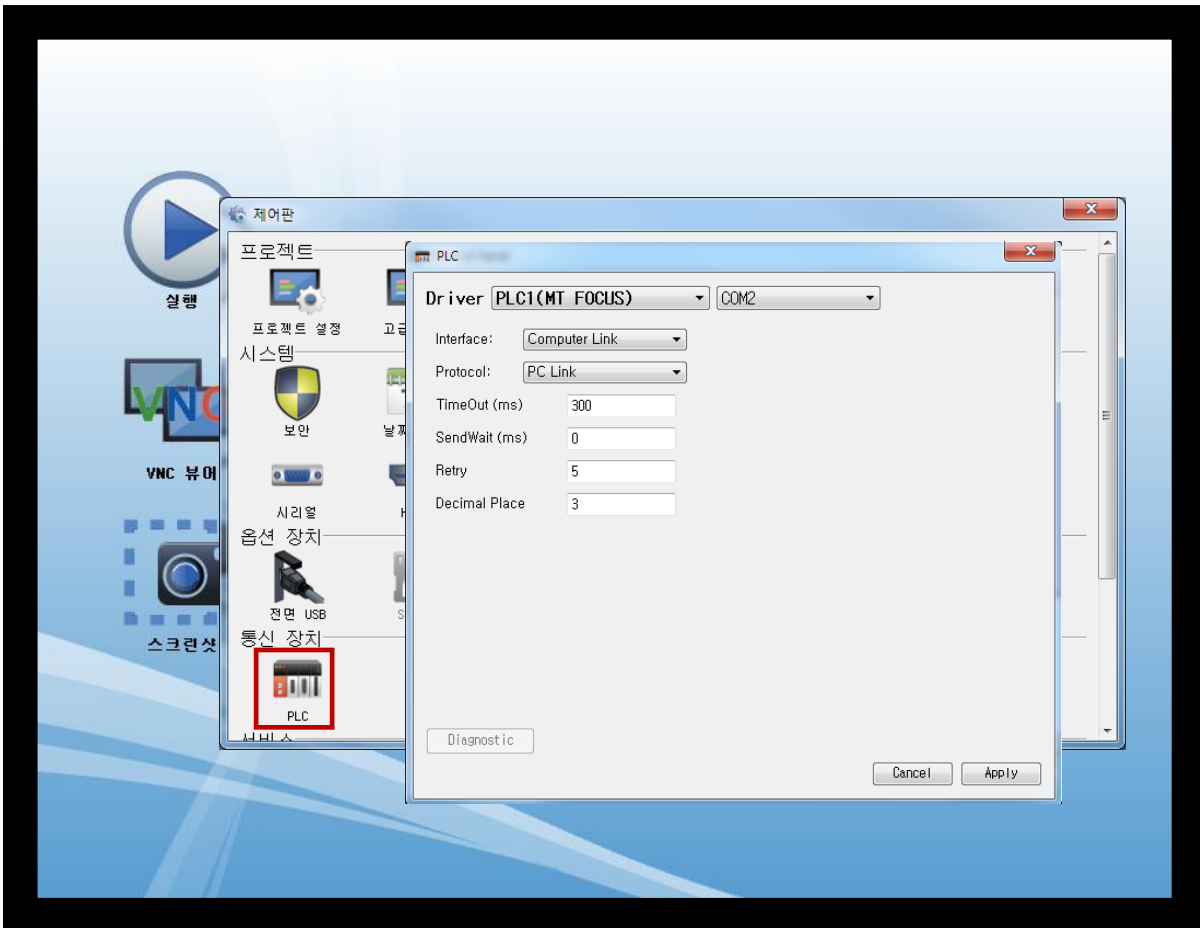 제어판
프로젝트
PLC
실행
Driver PLC1(MT FOCUS) COM2
프로젝트 설정
Interface: Computer Link
시스템
Protocol: PC Link
TimeOut (ms) 300
VNC
보안
SendWait (ms) 0
VNC 뷰어
Retry 5
Decimal Place 3
시리얼
옵션 장치
전면 USB
스크린샷
통신 장치
PLC
Diagnostic
Cancel Apply